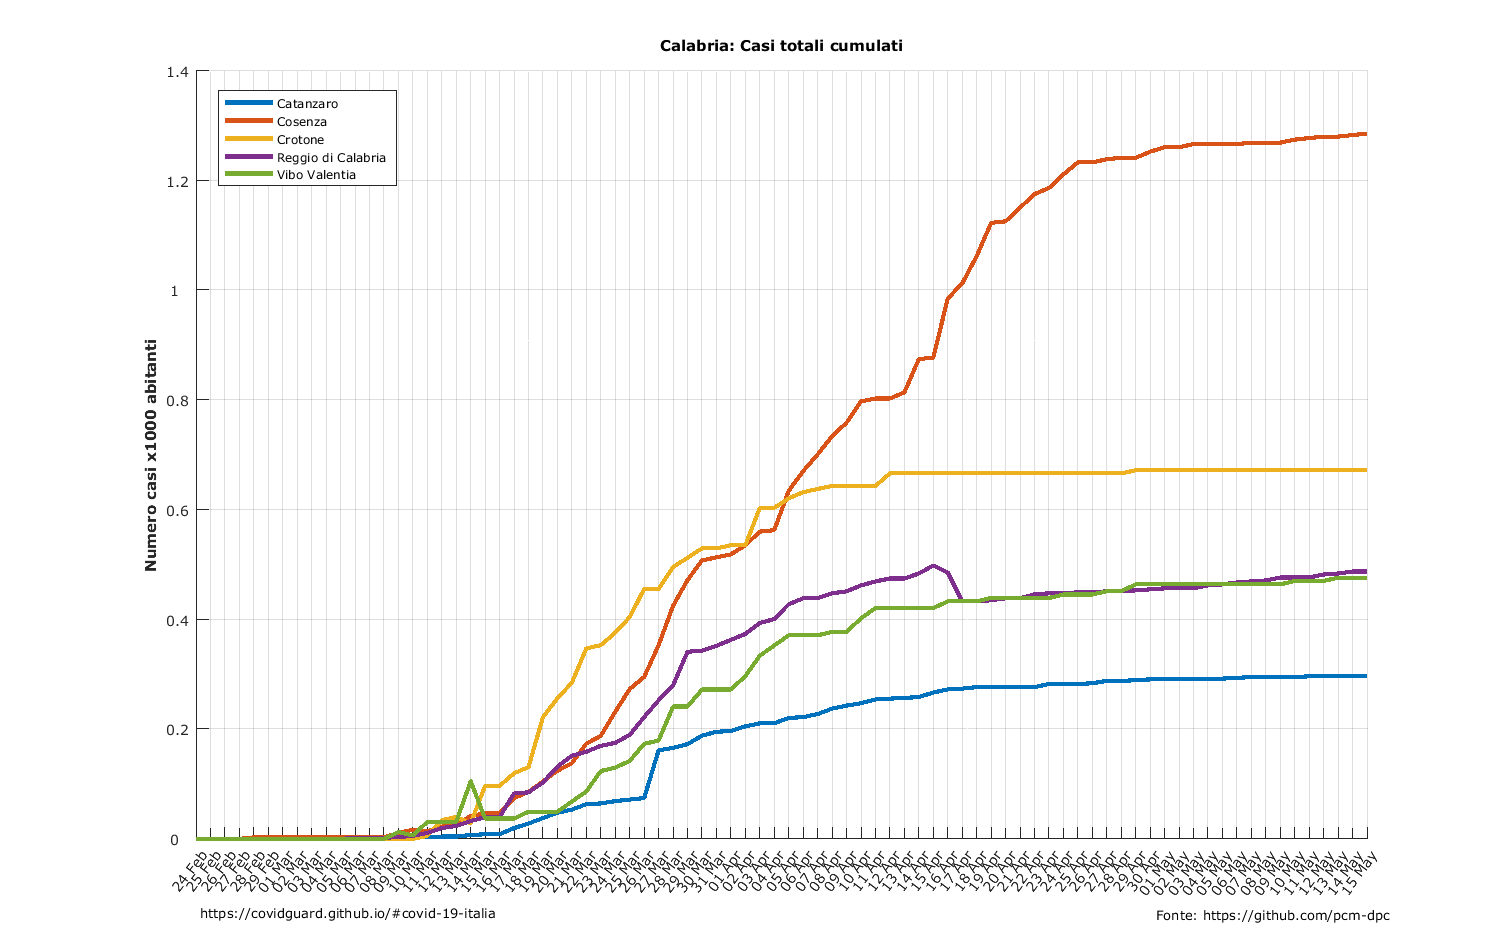 Calabria: Casi totali cumulati
1.4
1.2
1
0.8
0.6
0.4
0.2
0
Numero casi x1000 abitanti
Catanzaro
Cosenza
Crotone
Reggio di Calabria
Vibo Valentia
24 Feb
25 Feb
26 Feb
27 Feb
28 Feb
29 Feb
01 Mar
02 Mar
03 Mar
04 Mar
05 Mar
06 Mar
07 Mar
08 Mar
09 Mar
10 Mar
11 Mar
12 Mar
13 Mar
14 Mar
15 Mar
16 Mar
17 Mar
18 Mar
19 Mar
20 Mar
21 Mar
22 Mar
23 Mar
24 Mar
25 Mar
26 Mar
27 Mar
28 Mar
29 Mar
30 Mar
31 Mar
01 Apr
02 Apr
03 Apr
04 Apr
05 Apr
06 Apr
07 Apr
08 Apr
09 Apr
10 Apr
11 Apr
12 Apr
13 Apr
14 Apr
15 Apr
16 Apr
17 Apr
18 Apr
19 Apr
20 Apr
21 Apr
22 Apr
23 Apr
24 Apr
25 Apr
26 Apr
27 Apr
28 Apr
29 Apr
30 Apr
01 May
02 May
03 May
04 May
05 May
06 May
07 May
08 May
09 May
10 May
11 May
12 May
13 May
14 May
15 May
https://covidguard.github.io/#covid-19-italia
Fonte: https://github.com/pcm-dpc